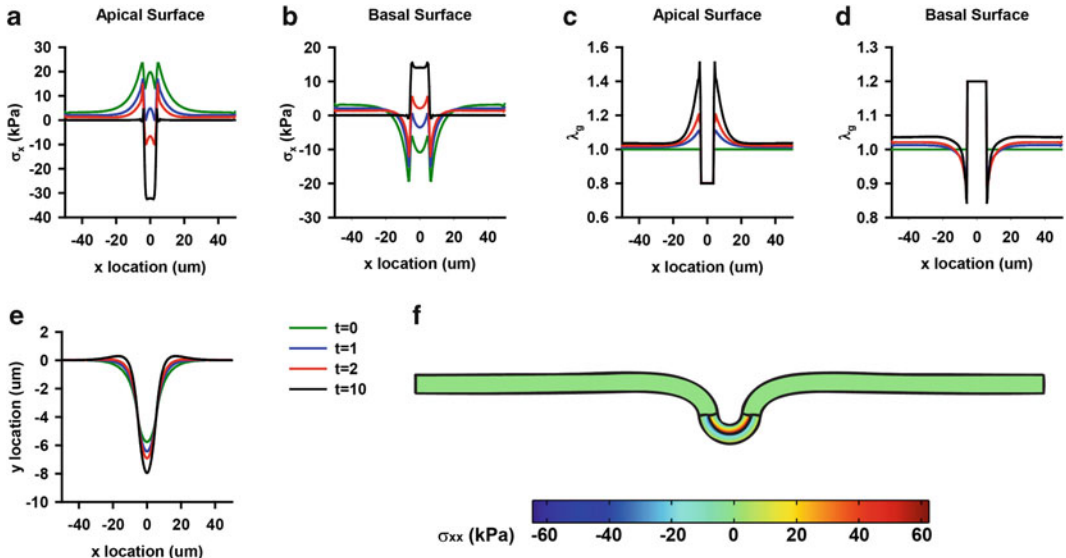 a
Apical Surface
30
20
10
0
-10
-20
-30
-40
σx (kPa)
-40 -20 0 20 40
x location (um)
b
Basal Surface
20
10
0
-10
-20
-30
σx (kPa)
-40 -20 0 20 40
x location (um)
c
Apical Surface
1.6
1.4
1.2
1.0
0.8
0.6
λg
-40 -20 0 20 40
x location (um)
d
Basal Surface
1.3
1.2
1.1
1.0
0.9
0.8
λg
-40 -20 0 20 40
x location (um)
e
2
0
-2
-4
-6
-8
-10
y location (um)
-40 -20 0 20 40
x location (um)
t=0
t=1
t=2
t=10
f
σxx (kPa)
-60 -40 -20 0 20 40 60